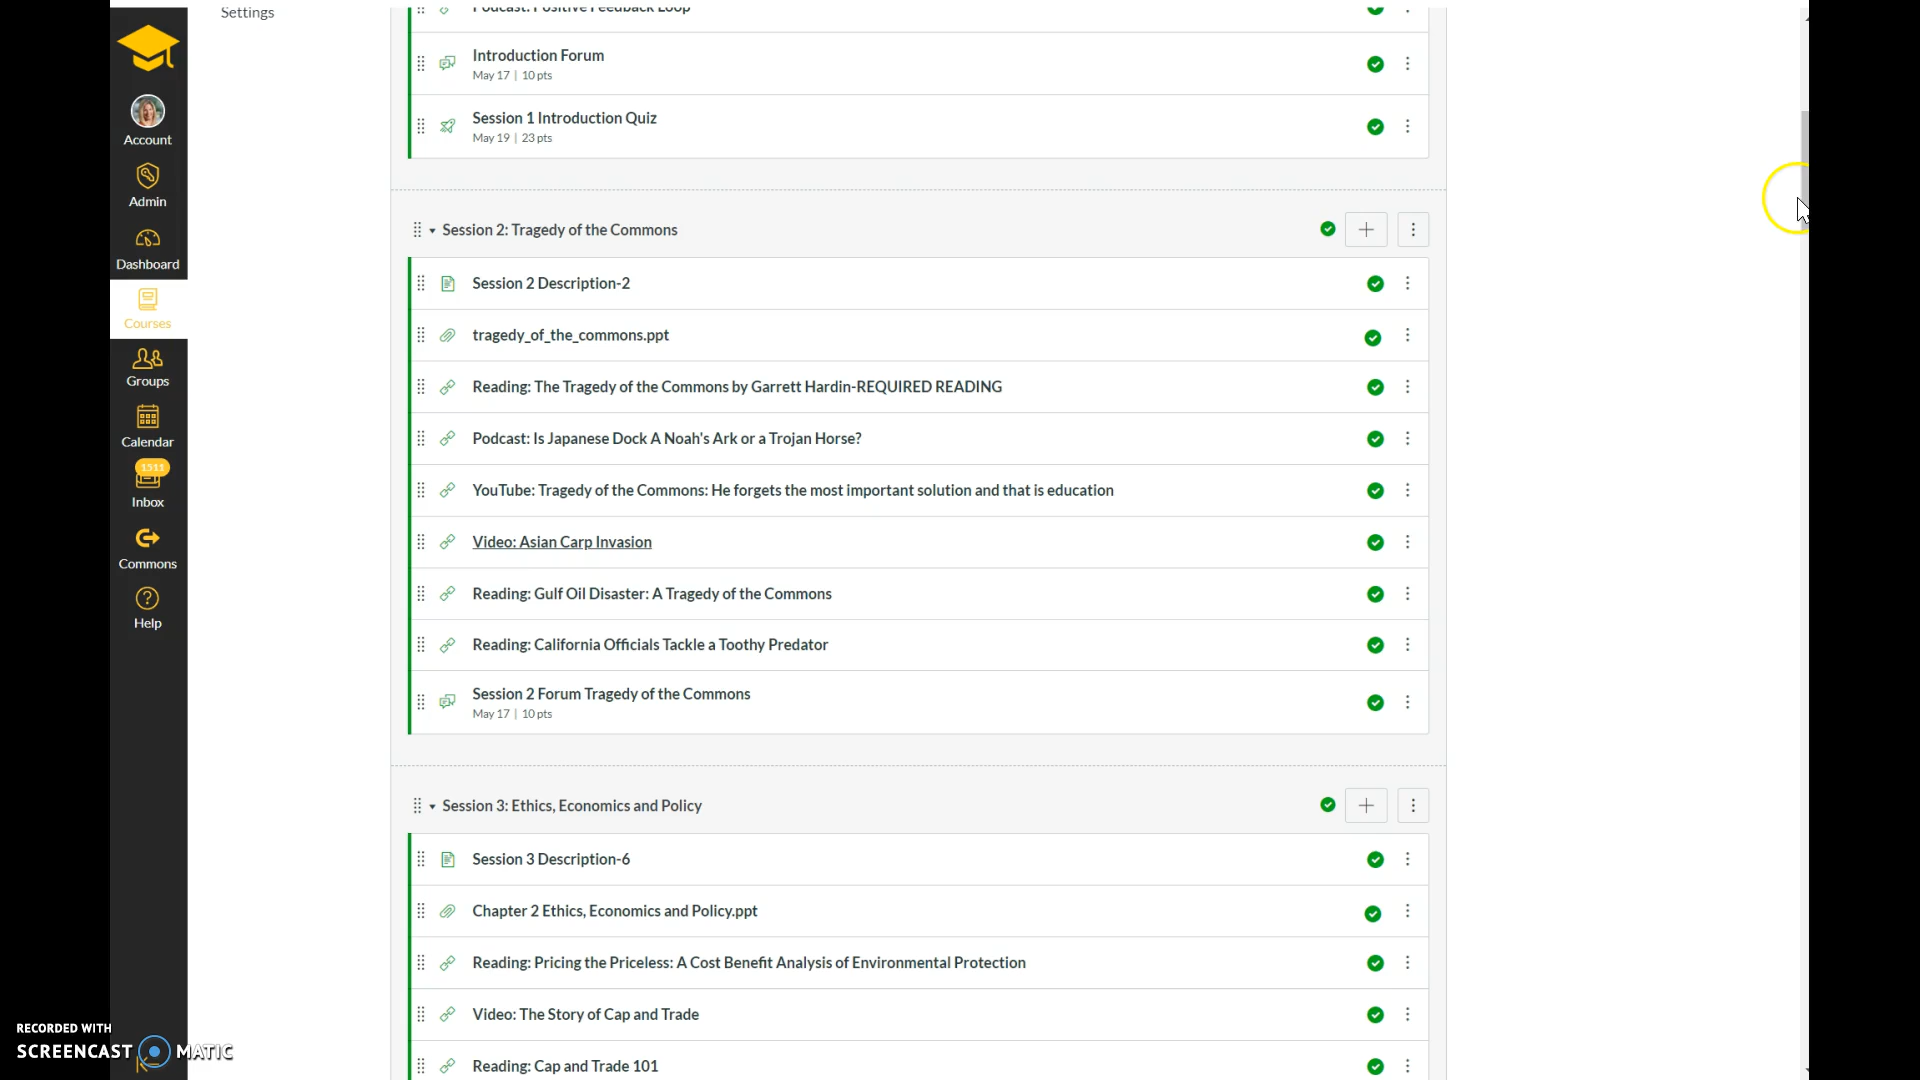 Settings
Podcast: Positive Feedback Loop
Introduction Forum
May 17 | 10 pts
Session 1 Introduction Quiz
May 19 | 23 pts
Account
Admin
Dashboard
Courses
Groups
Calendar
1511
Inbox
Commons
Help
Session 2: Tragedy of the Commons
Session 2 Description-2
tragedy_of_the_commons.ppt
Reading: The Tragedy of the Commons by Garrett Hardin-REQUIRED READING
Podcast: Is Japanese Dock A Noah's Ark or a Trojan Horse?
YouTube: Tragedy of the Commons: He forgets the most important solution and that is education
Video: Asian Carp Invasion
Reading: Gulf Oil Disaster: A Tragedy of the Commons
Reading: California Officials Tackle a Toothy Predator
Session 2 Forum Tragedy of the Commons
May 17 | 10 pts
Session 3: Ethics, Economics and Policy
Session 3 Description-6
Chapter 2 Ethics, Economics and Policy.ppt
Reading: Pricing the Priceless: A Cost Benefit Analysis of Environmental Protection
Video: The Story of Cap and Trade
Reading: Cap and Trade 101
RECORDED WITH
SCREENCAST MATIC